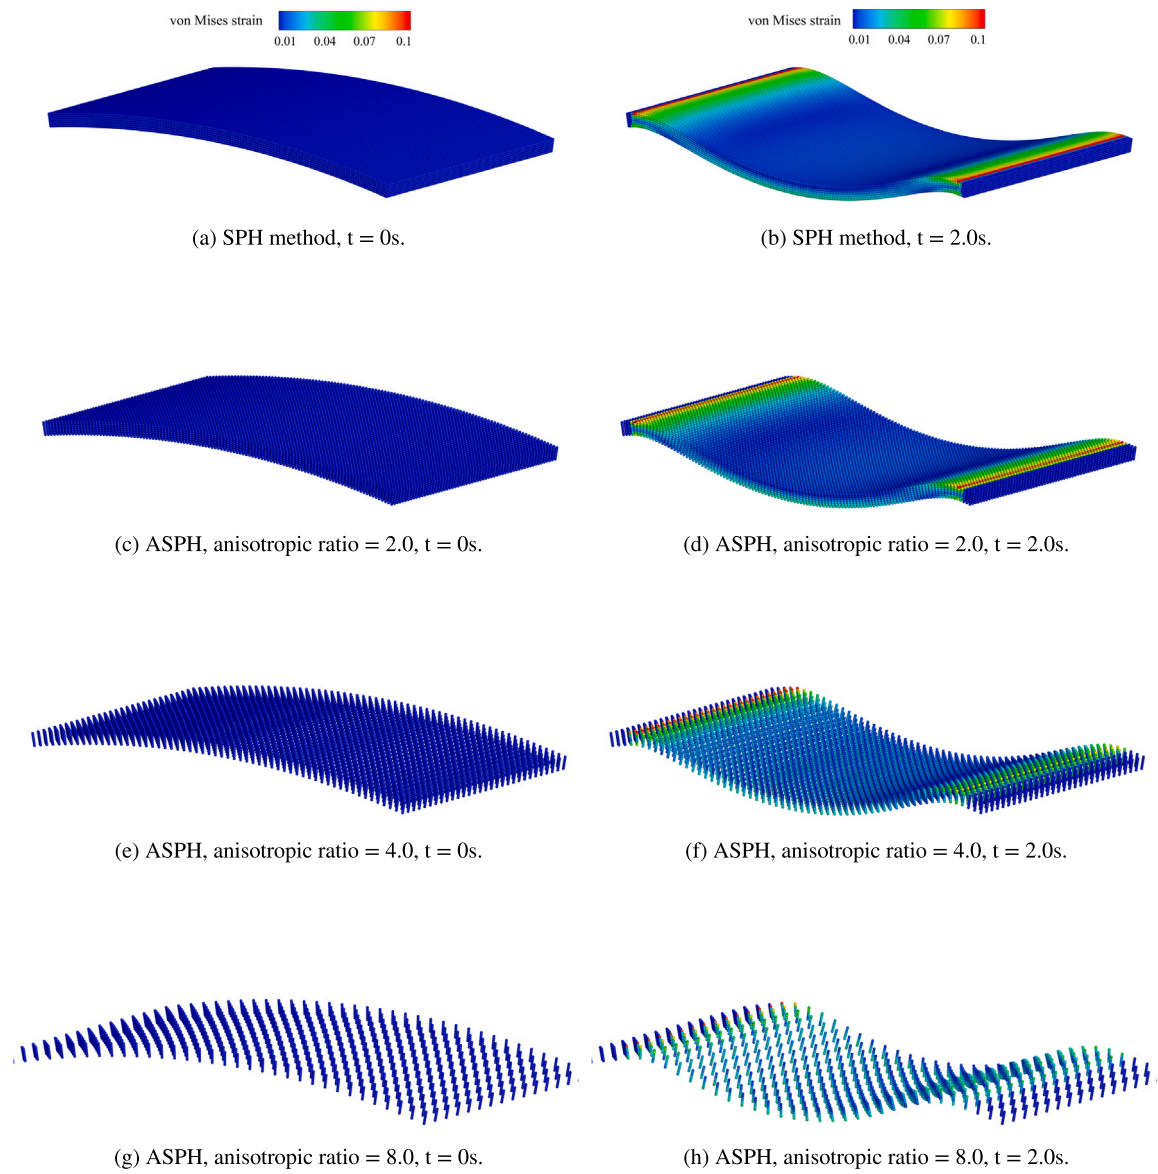 von Mises strain
0.01 0.04 0.07 0.1
von Mises strain
0.01 0.04 0.07 0.1
(a) SPH method, t = 0s.
(b) SPH method, t = 2.0s.
(c) ASPH, anisotropic ratio = 2.0, t = 0s.
(d) ASPH, anisotropic ratio = 2.0, t = 2.0s.
(e) ASPH, anisotropic ratio = 4.0, t = 0s.
(f) ASPH, anisotropic ratio = 4.0, t = 2.0s.
(g) ASPH, anisotropic ratio = 8.0, t = 0s.
(h) ASPH, anisotropic ratio = 8.0, t = 2.0s.